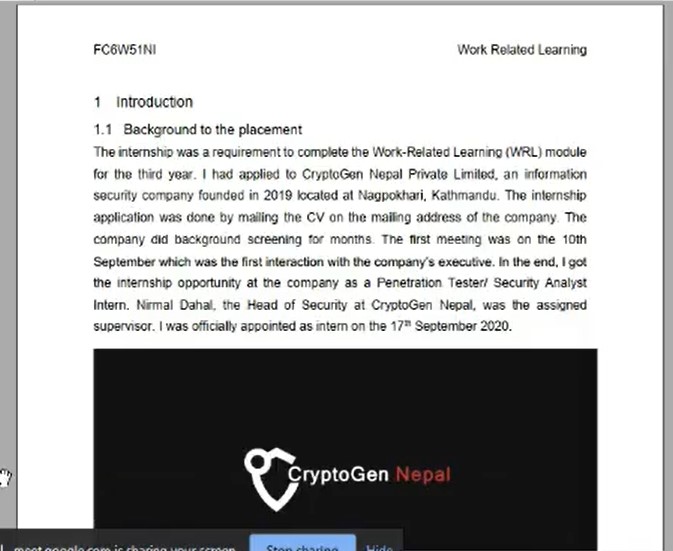 FC6W51NI
Work Related Learning
1 Introduction
1.1 Background to the placement
The internship was a requirement to complete the Work-Related Learning (WRL) module
for the third year. I had applied to CryptoGen Nepal Private Limited, an information
security company founded in 2019 located at Nagpokhari, Kathmandu. The internship
application was done by mailing the CV on the mailing address of the company. The
company did background screening for months. The first meeting was on the 10th
September which was the first interaction with the company's executive. In the end, I got
the internship opportunity at the company as a Penetration Tester/ Security Analyst
Intern. Nirmal Dahal, the Head of Security at CryptoGen Nepal, was the assigned
supervisor. I was officially appointed as intern on the 17th September 2020.
CryptoGen Nepal
meet.google.com is sharing your screen.
Stop sharing
Hide